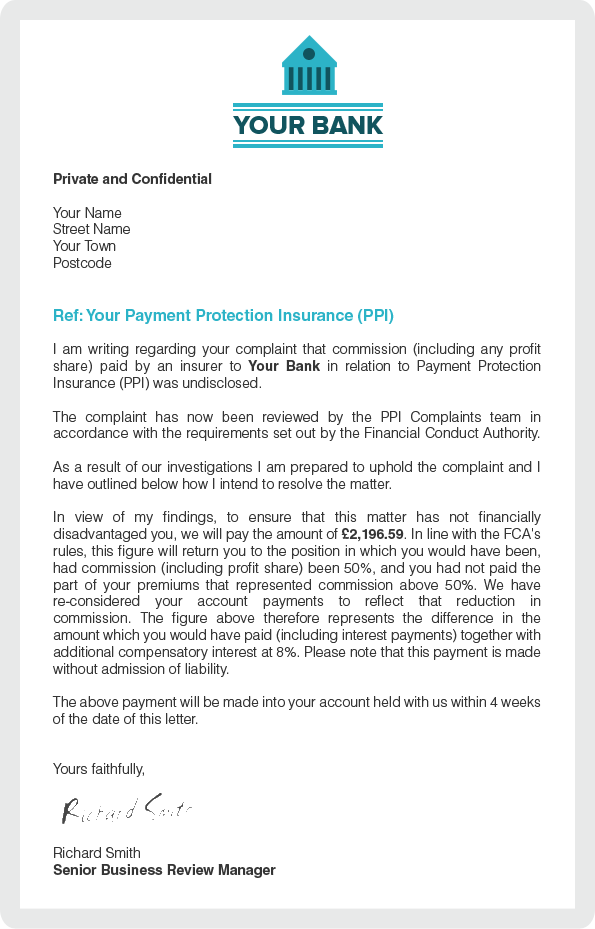 YOUR BANK
Private and Confidential
Your Name
Street Name
Your Town
Postcode
Ref: Your Payment Protection Insurance (PPI)
I am writing regarding your complaint that commission (including any profit
share) paid by an insurer to Your Bank in relation to Payment Protection
Insurance (PPI) was undisclosed.
The complaint has now been reviewed by the PPI Complaints team in
accordance with the requirements set out by the Financial Conduct Authority.
As a result of our investigations I am prepared to uphold the complaint and I
have outlined below how I intend to resolve the matter.
In view of my findings, to ensure that this matter has not financially
disadvantaged you, we will pay the amount of £2,196.59. In line with the FCA's
rules, this figure will return you to the position in which you would have been,
had commission (including profit share) been 50%, and you had not paid the
part of your premiums that represented commission above 50%. We have
re-considered your account payments to reflect that reduction in
commission. The figure above therefore represents the difference in the
amount which you would have paid (including interest payments) together with
additional compensatory interest at 8%. Please note that this payment is made
without admission of liability.
The above payment will be made into your account held with us within 4 weeks
of the date of this letter.
Yours faithfully,
Richard Smith
Richard Smith
Senior Business Review Manager